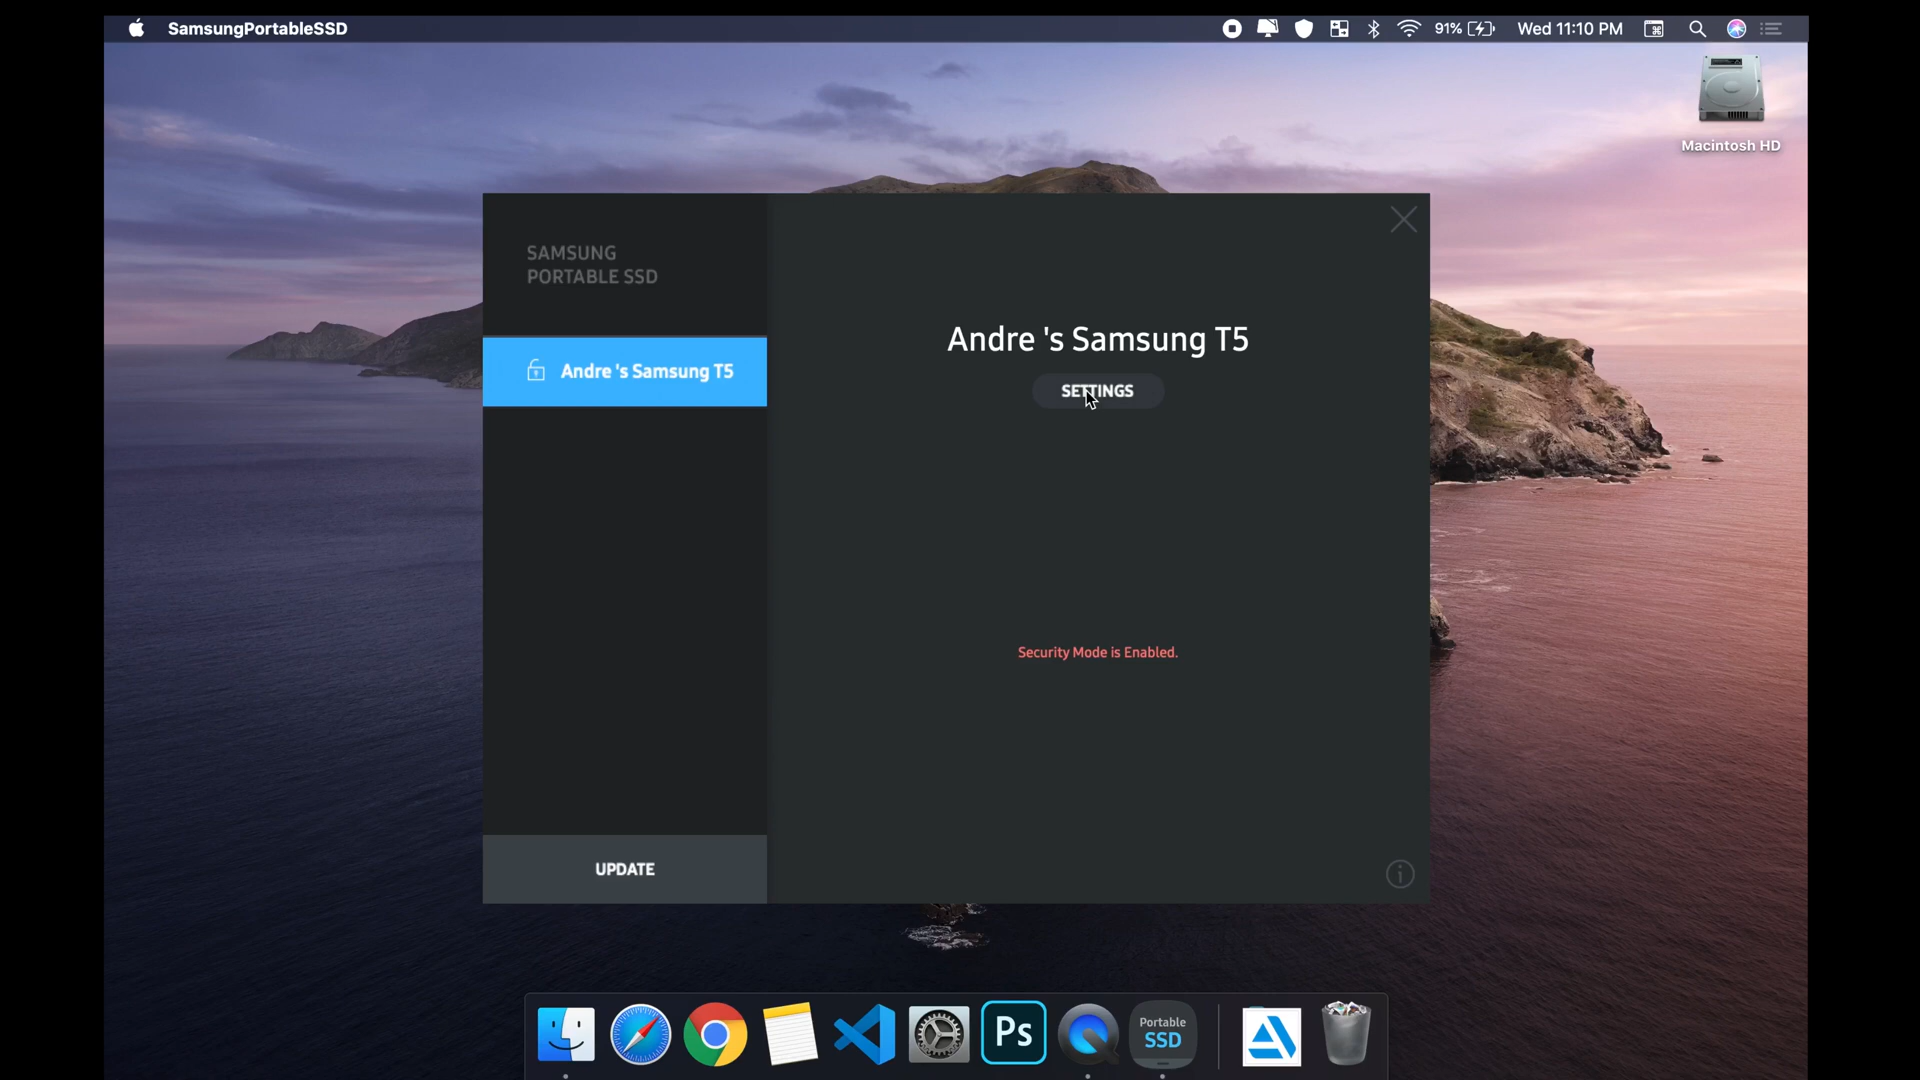 SamsungPortableSSD
91%
Wed 11:10 PM
Macintosh HD
SAMSUNG
PORTABLE SSD
Andre 's Samsung T5
Andre 's Samsung T5
SETTINGS
Security Mode is Enabled.
UPDATE
Ps
Portable
SSD